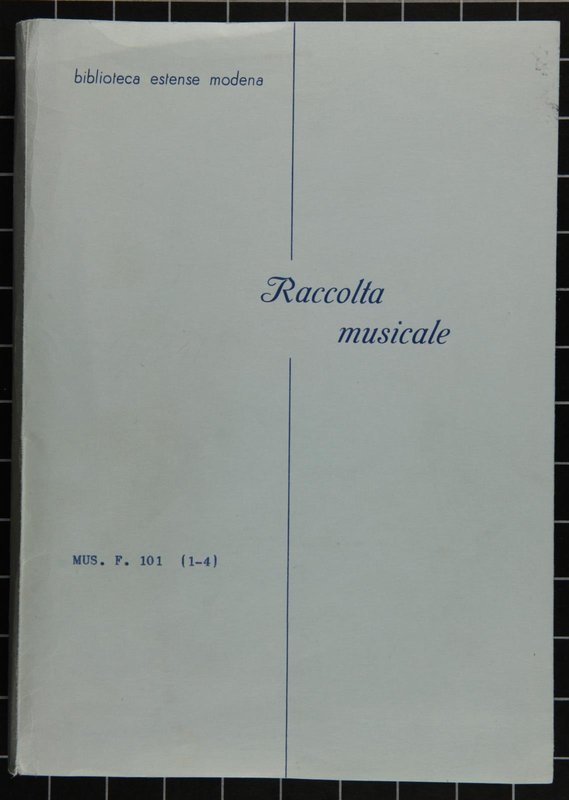 biblioteca estense modena
Raccolta
musicale
MUS. F. 101 (1-4)